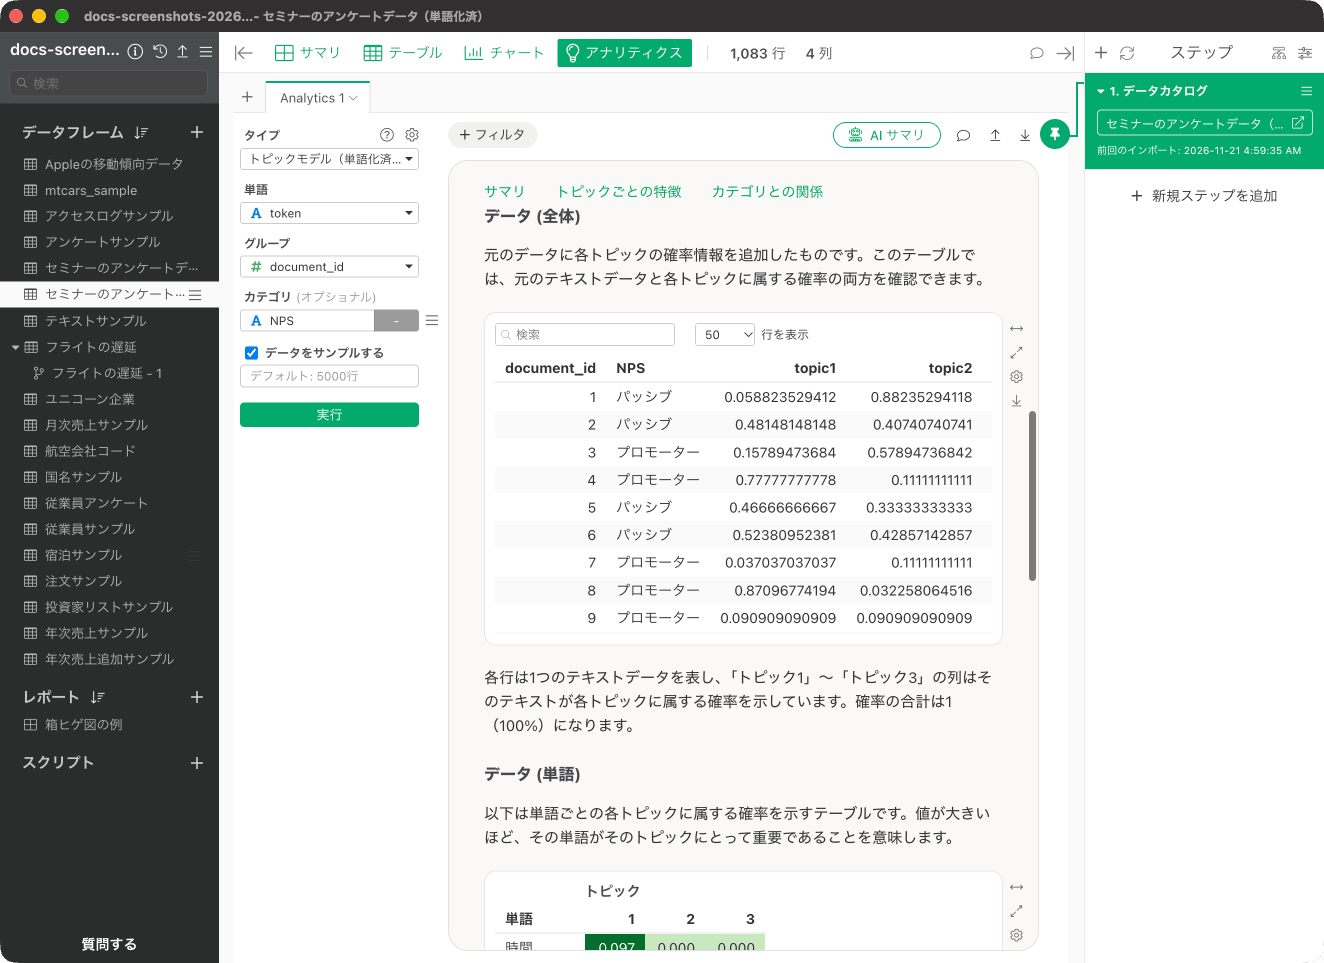 docs-screenshots-2026...- セミナーのアンケートデータ（単語化済）
docs-screen...
検索
データフレーム
Appleの移動傾向データ
mtcars_sample
アクセスログサンプル
アンケートサンプル
セミナーのアンケートデ...
セミナーのアンケート...
テキストサンプル
フライトの遅延
フライトの遅延 - 1
ユニコーン企業
月次売上サンプル
航空会社コード
国名サンプル
従業員アンケート
従業員サンプル
宿泊サンプル
注文サンプル
投資家リストサンプル
年次売上サンプル
年次売上追加サンプル
レポート
箱ヒゲ図の例
スクリプト
質問する
サマリ
テーブル
チャート
アナリティクス
1,083 行
4 列
Analytics 1
タイプ
トピックモデル（単語化済...
単語
token
グループ
document_id
カテゴリ (オプショナル)
NPS
-
データをサンプルする
デフォルト: 5000行
実行
フィルタ
AI サマリ
サマリ
トピックごとの特徴
カテゴリとの関係
データ (全体)
元のデータに各トピックの確率情報を追加したものです。このテーブルで
は、元のテキストデータと各トピックに属する確率の両方を確認できます。
検索
50
行を表示
document_id NPS topic1 topic2
1 パッシブ 0.058823529412 0.88235294118
2 パッシブ 0.48148148148 0.40740740741
3 プロモーター 0.15789473684 0.57894736842
4 プロモーター 0.77777777778 0.11111111111
5 パッシブ 0.46666666667 0.33333333333
6 パッシブ 0.52380952381 0.42857142857
7 プロモーター 0.037037037037 0.11111111111
8 プロモーター 0.87096774194 0.032258064516
9 プロモーター 0.090909090909 0.090909090909
各行は1つのテキストデータを表し、「トピック1」〜「トピック3」の列はそ
のテキストが各トピックに属する確率を示しています。確率の合計は1
（100%）になります。
データ (単語)
以下は単語ごとの各トピックに属する確率を示すテーブルです。値が大きい
ほど、その単語がそのトピックにとって重要であることを意味します。
トピック
単語 1 2 3
時間 0.097 0.000 0.000
ステップ
1. データカタログ
セミナーのアンケートデータ（...
前回のインポート: 2026-11-21 4:59:35 AM
新規ステップを追加